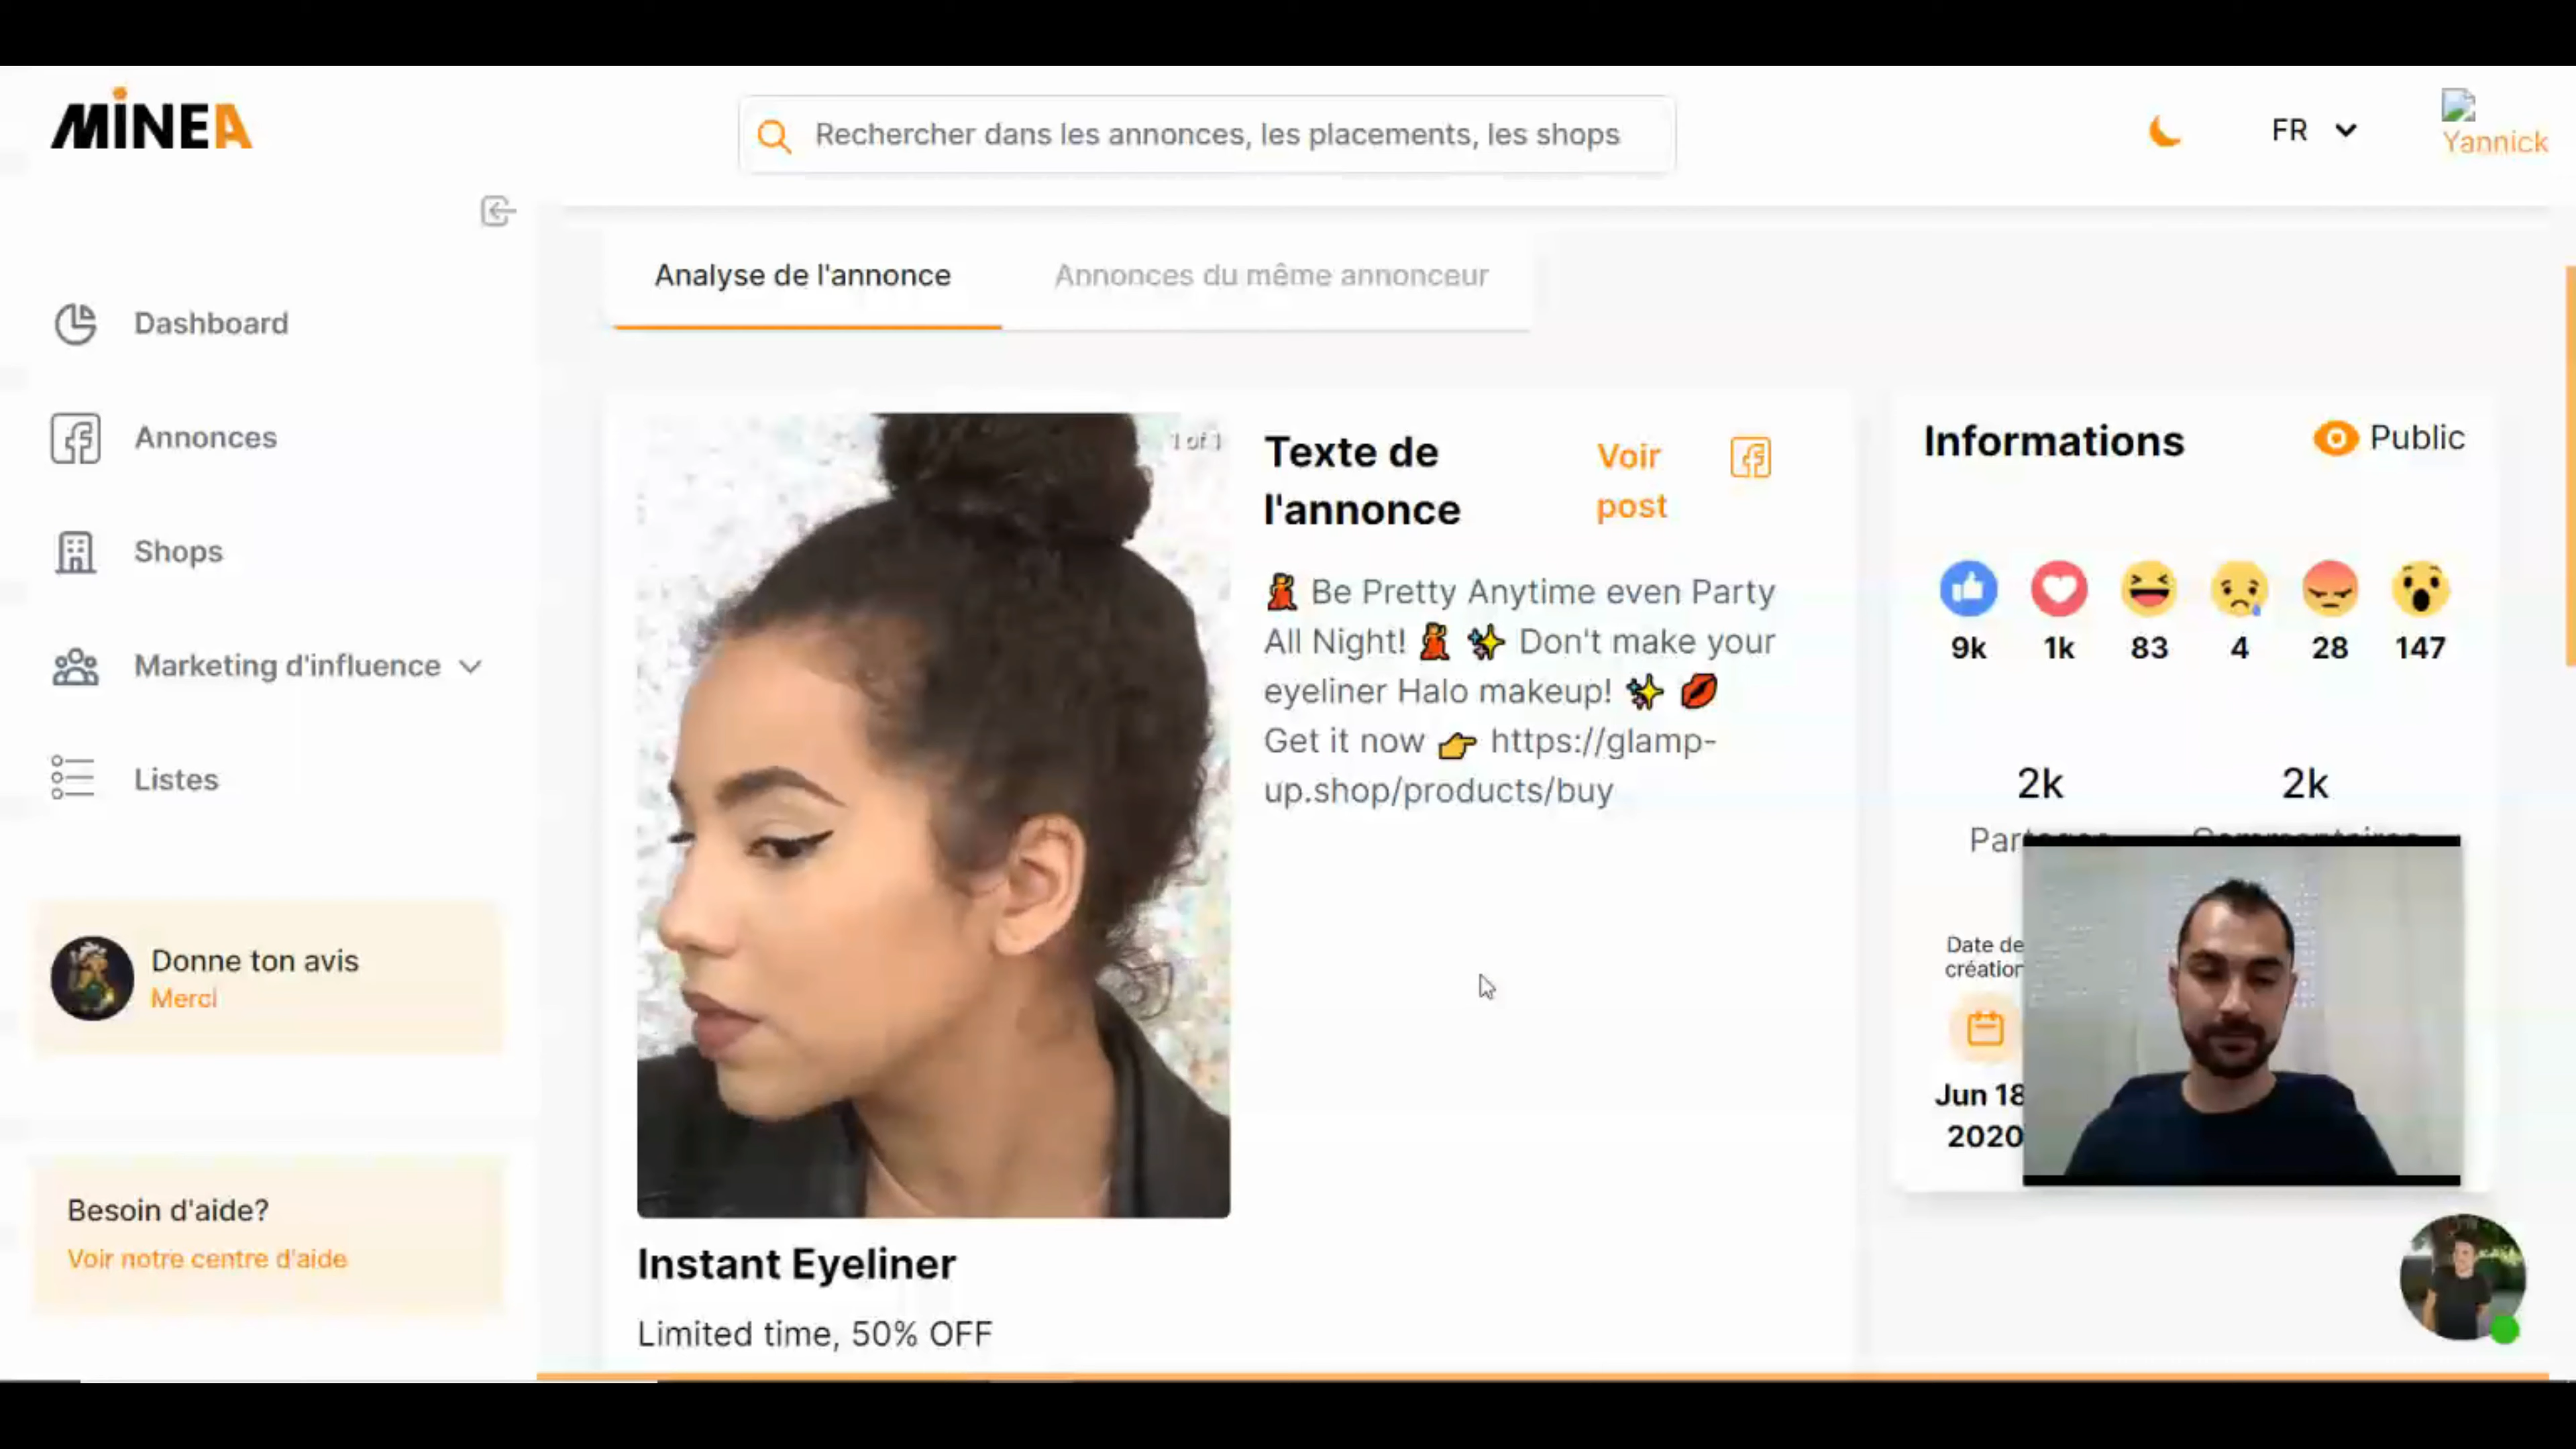 MINEA
Rechercher dans les annonces, les placements, les shops
FR
Yannick
Dashboard
Annonces
Shops
Marketing d'influence
Listes
Donne ton avis
Merci
Besoin d'aide?
Voir notre centre d'aide
Analyse de l'annonce
Annonces du même annonceur
1 of 1
Texte de
l'annonce
Voir
post
💃 Be Pretty Anytime even Party
All Night! 💃 ✨ Don't make your
eyeliner Halo makeup! ✨ 💋
Get it now 👉 https://glamp-
up.shop/products/buy
Instant Eyeliner
Limited time, 50% OFF
Informations
Public
9k 1k 83 4 28 147
2k 2k
Date de
création
Jun 18
2020